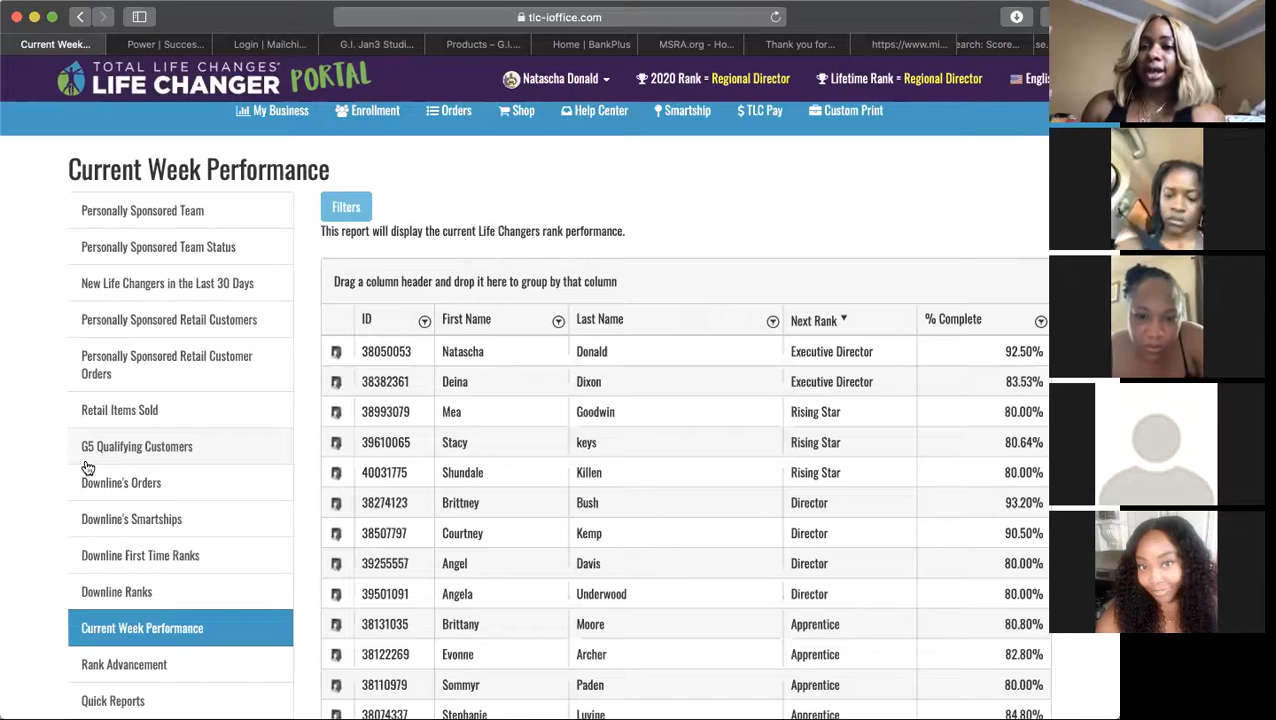 tlc-ioffice.com
Current Week... Power | Succes... Login | Mailchi... G.I. Jan3 Studi... Products – G.I.... Home | BankPlus MSRA.org - Ho... Thank you for... https://www.mi... earch: Score... se.
TOTAL LIFE CHANGES®
LIFE CHANGER PORTAL
Natascha Donald 2020 Rank = Regional Director Lifetime Rank = Regional Director Englis
My Business Enrollment Orders Shop Help Center Smartship $ TLC Pay Custom Print
Current Week Performance
Personally Sponsored Team
Personally Sponsored Team Status
New Life Changers in the Last 30 Days
Personally Sponsored Retail Customers
Personally Sponsored Retail Customer
Orders
Retail Items Sold
G5 Qualifying Customers
Downline's Orders
Downline's Smartships
Downline First Time Ranks
Downline Ranks
Current Week Performance
Rank Advancement
Quick Reports
Filters
This report will display the current Life Changers rank performance.
Drag a column header and drop it here to group by that column
ID First Name Last Name Next Rank % Complete
38050053 Natascha Donald Executive Director 92.50%
38382361 Deina Dixon Executive Director 83.53%
38993079 Mea Goodwin Rising Star 80.00%
39610065 Stacy keys Rising Star 80.64%
40031775 Shundale Killen Rising Star 80.00%
38274123 Brittney Bush Director 93.20%
38507797 Courtney Kemp Director 90.50%
39255557 Angel Davis Director 80.00%
39501091 Angela Underwood Director 80.00%
38131035 Brittany Moore Apprentice 80.80%
38122269 Evonne Archer Apprentice 82.80%
38110979 Sommyr Paden Apprentice 80.00%
38074337 Stephanie Luvine Apprentice 84.80%